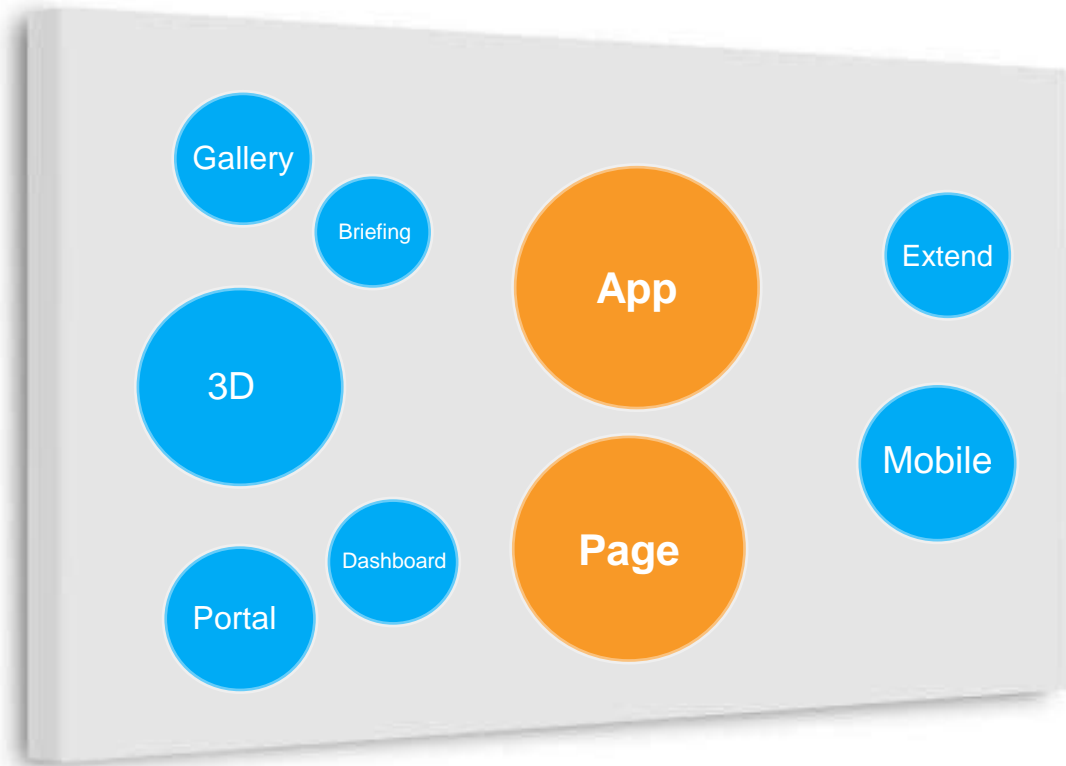 Gallery
Briefing
3D
Dashboard
Portal
App
Page
Extend
Mobile